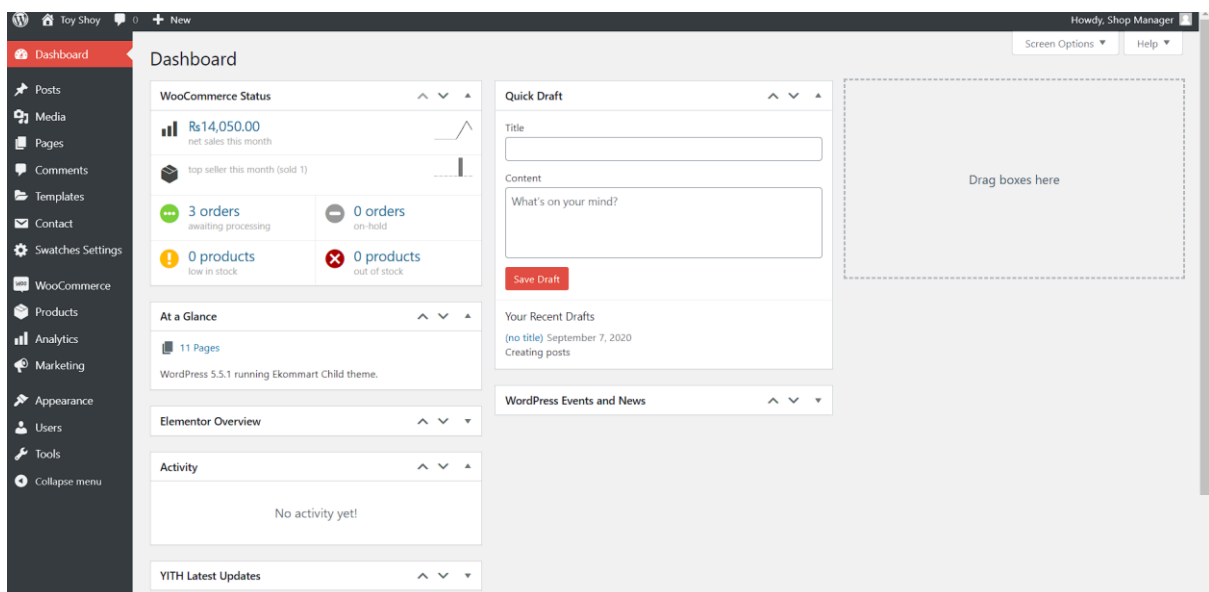 Toy Shoy 0 New Howdy, Shop Manager
Screen Options ▼ Help ▼
Dashboard
Posts
Media
Pages
Comments
Templates
Contact
Swatches Settings
WooCommerce
Products
Analytics
Marketing
Appearance
Users
Tools
Collapse menu
Dashboard
WooCommerce Status
₨14,050.00
net sales this month
top seller this month (sold 1)
3 orders
awaiting processing
0 orders
on-hold
0 products
low in stock
0 products
out of stock
At a Glance
11 Pages
WordPress 5.5.1 running Ekommart Child theme.
Elementor Overview
Activity
No activity yet!
YITH Latest Updates
Quick Draft
Title
Content
What's on your mind?
Save Draft
Your Recent Drafts
(no title) September 7, 2020
Creating posts
WordPress Events and News
Drag boxes here